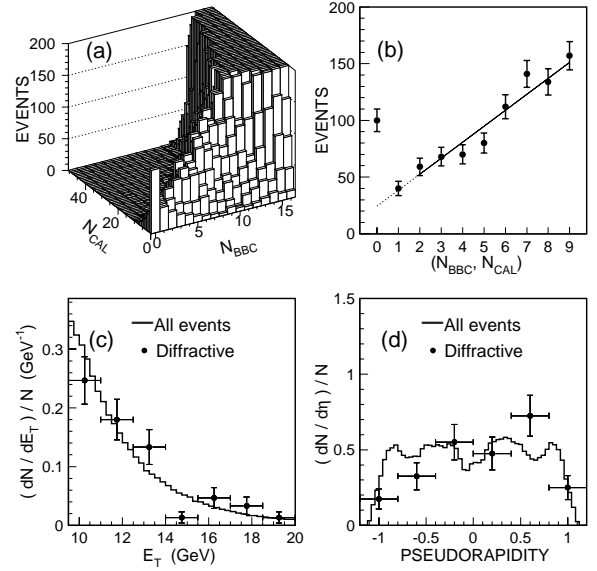 (a)
EVENTS
200
150
100
50
0
40
20
0
N_CAL
0
5
10
15
N_BBC
(b)
EVENTS
200
150
100
50
0
0 1 2 3 4 5 6 7 8 9
(N_BBC, N_CAL)
(c)
All events
Diffractive
( dN / dE_T ) / N (GeV⁻¹)
0.3
0.2
0.1
0
10 12 14 16 18 20
E_T (GeV)
(d)
All events
Diffractive
( dN / dη ) / N
1.5
1
0.5
0
-1 -0.5 0 0.5 1
PSEUDORAPIDITY